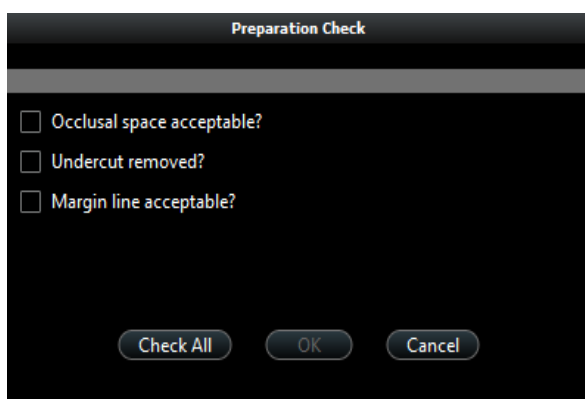 Preparation Check
Occlusal space acceptable?
Undercut removed?
Margin line acceptable?
Check All OK Cancel